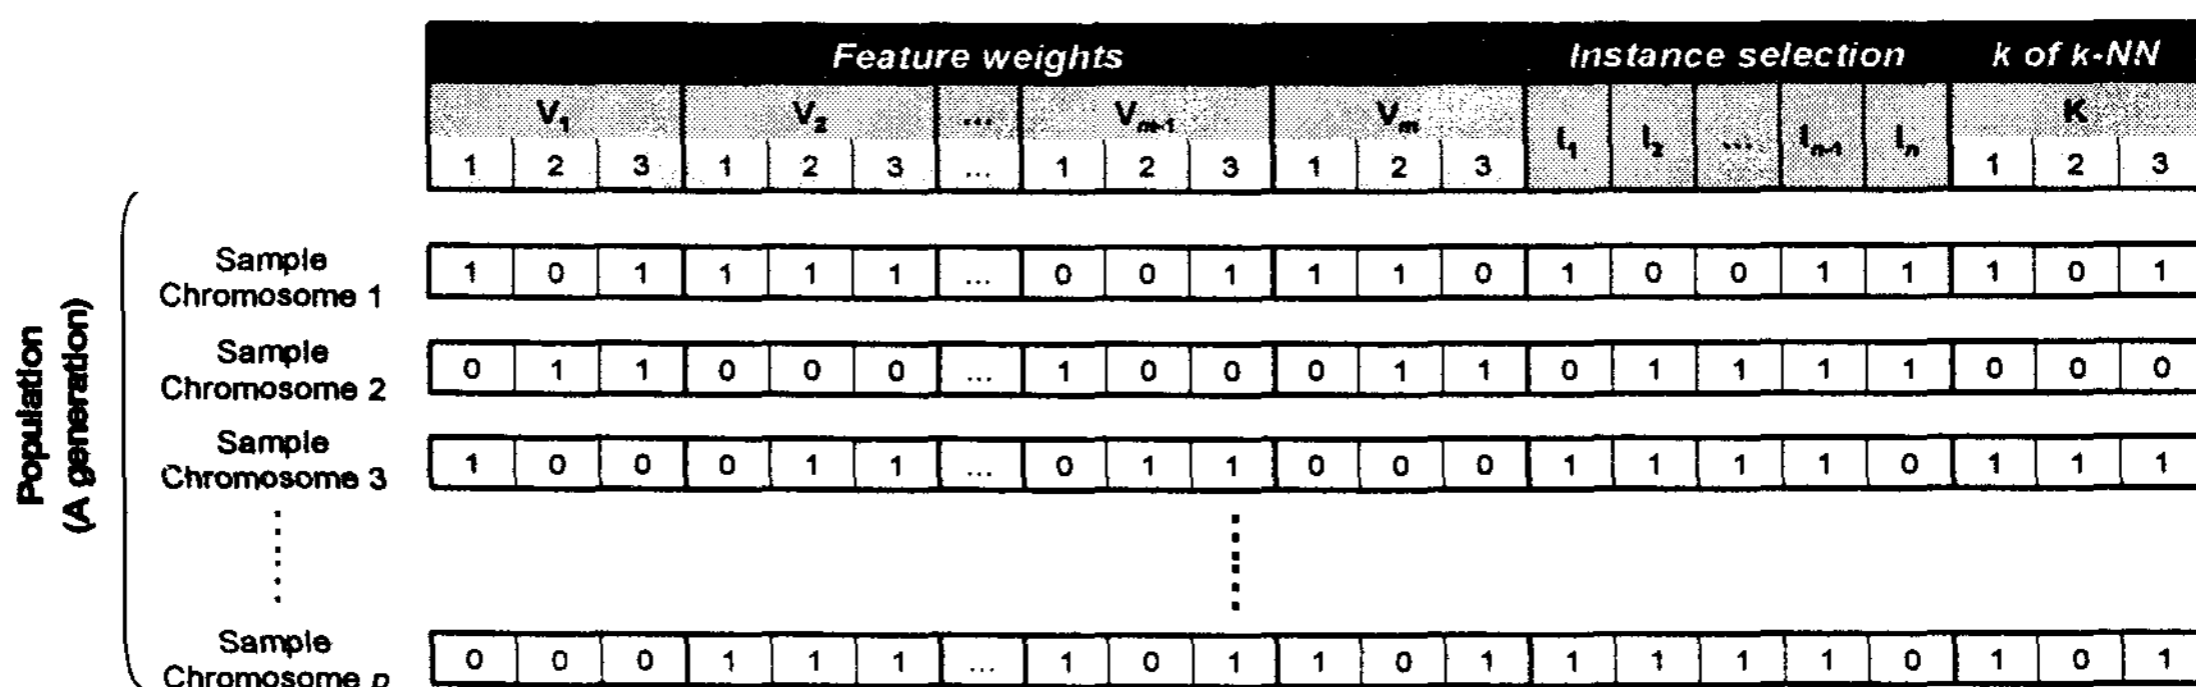 Feature weights Instance selection k of k-NN
V₁ V₂ ... Vₘ₋₁ Vₘ I₁ I₂ ... Iₙ₋₁ Iₙ K
1 2 3 1 2 3 ... 1 2 3 1 2 3 1 2 3
Population
(A generation)
Sample
Chromosome 1
1 0 1 1 1 1 ... 0 0 1 1 1 0 1 0 0 1 1 1 0 1
Sample
Chromosome 2
0 1 1 0 0 0 ... 1 0 0 0 1 1 0 1 1 1 1 0 0 0
Sample
Chromosome 3
1 0 0 0 1 1 ... 0 1 1 0 0 0 1 1 1 1 0 1 1 1
Sample
Chromosome p
0 0 0 1 1 1 ... 1 0 1 1 0 1 1 1 1 1 0 1 0 1